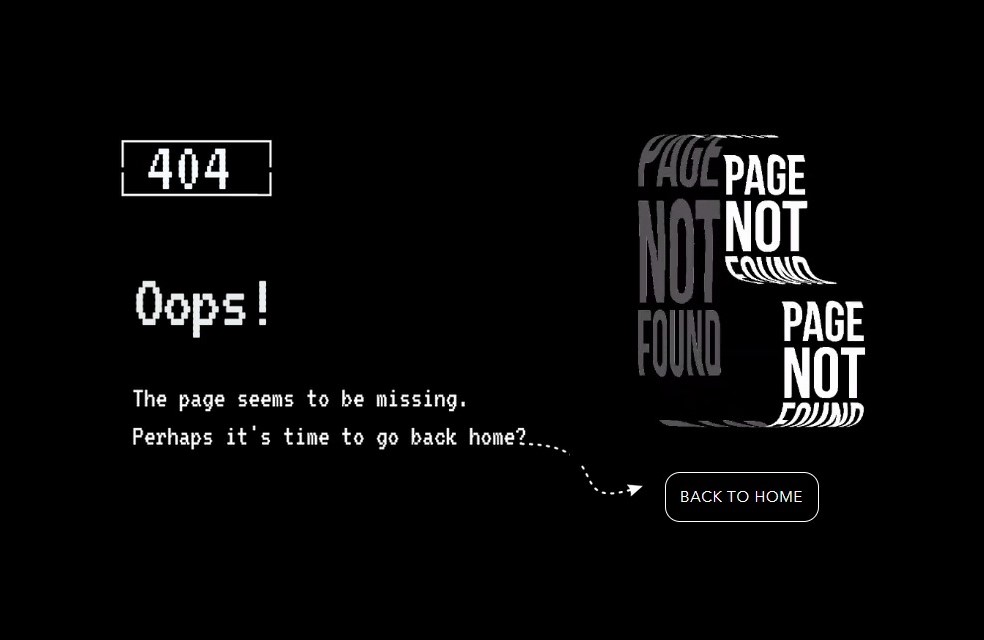 404
Oops!
The page seems to be missing.
Perhaps it's time to go back home?
PAGE
NOT
FOUND
PAGE
NOT
FOUND
PAGE
NOT
FOUND
BACK TO HOME